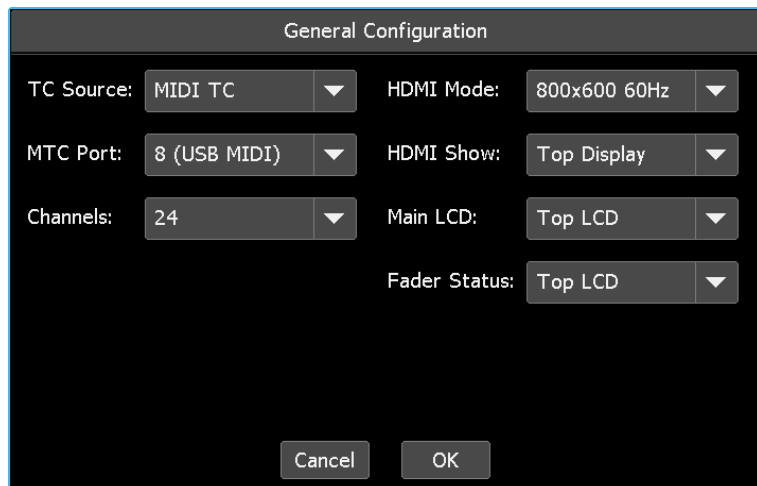 General Configuration
TC Source: MIDI TC HDMI Mode: 800x600 60Hz
MTC Port: 8 (USB MIDI) HDMI Show: Top Display
Channels: 24 Main LCD: Top LCD
Fader Status: Top LCD
Cancel OK